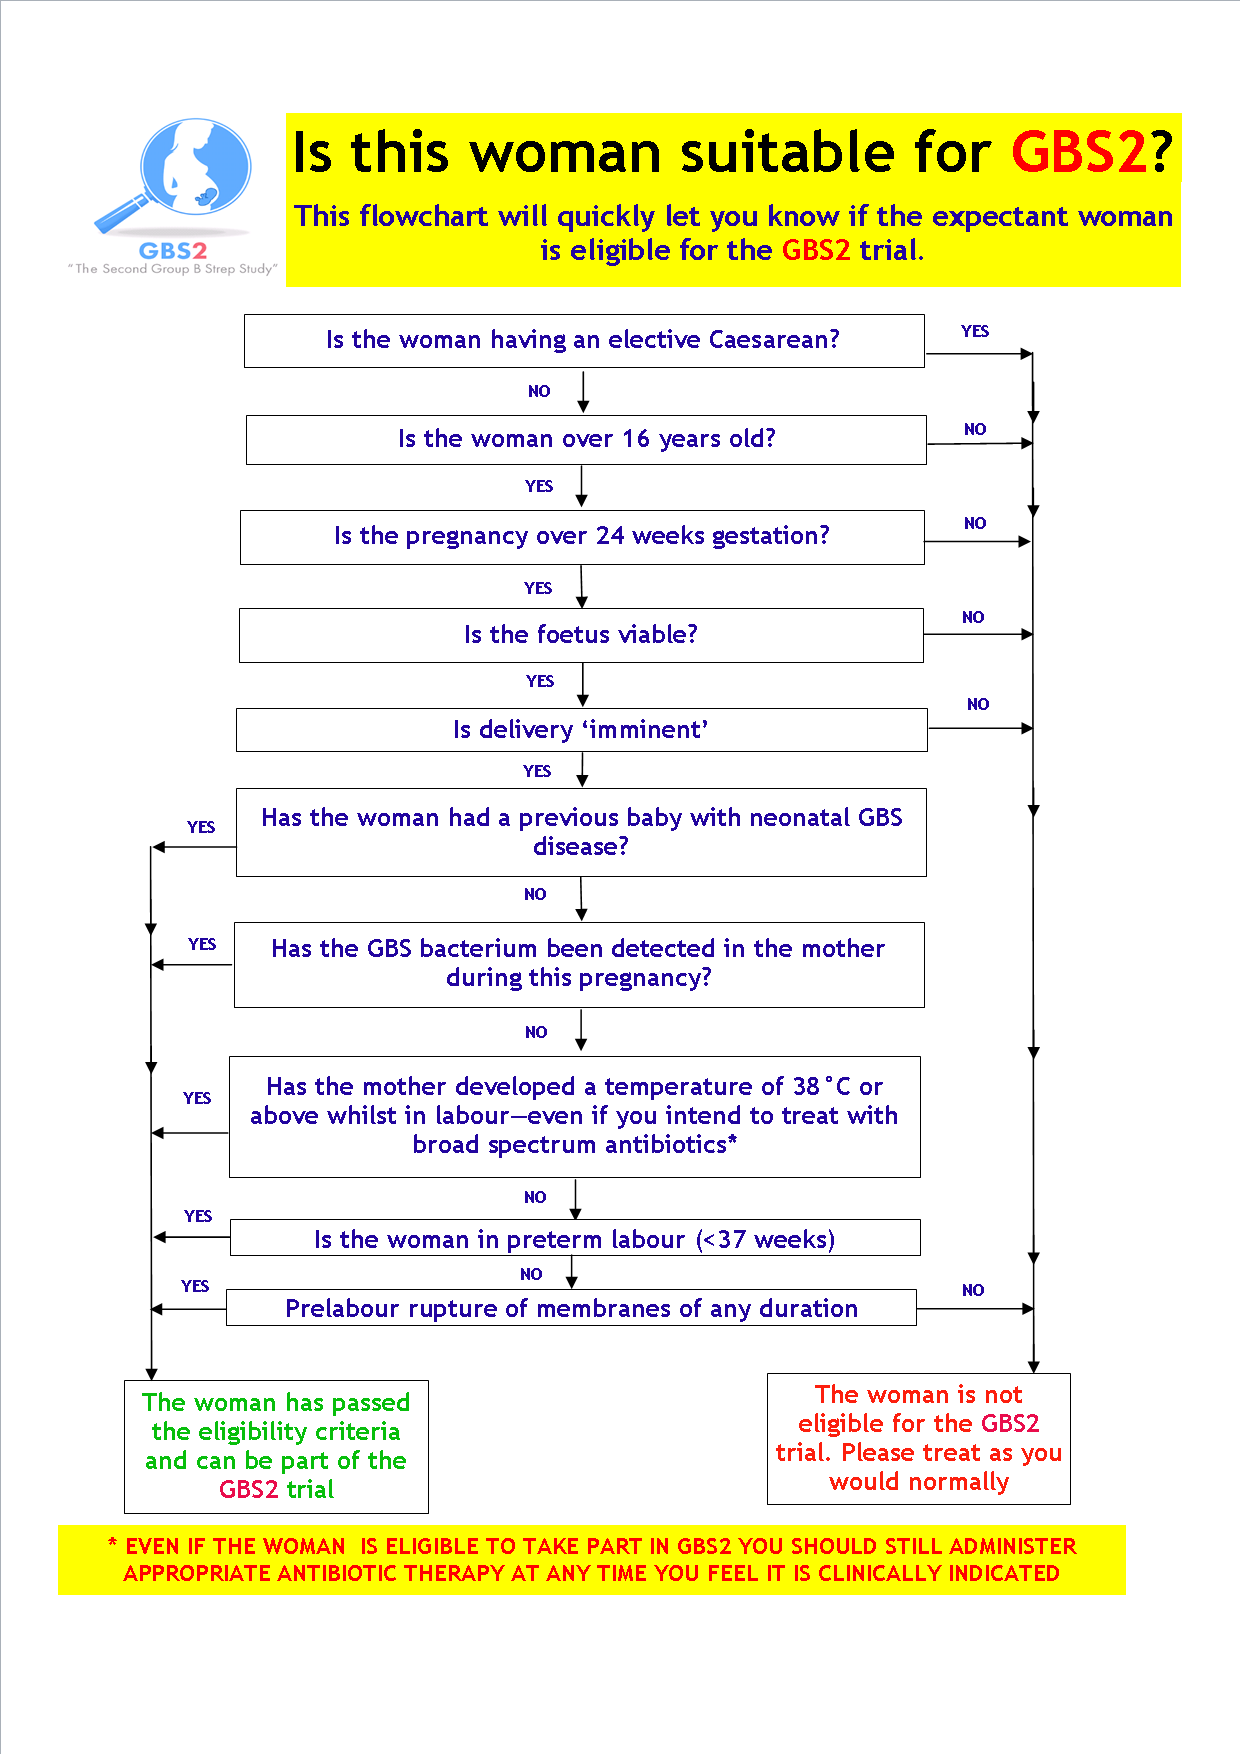 Is this woman suitable for GBS2?
This flowchart will quickly let you know if the expectant woman
is eligible for the GBS2 trial.
GBS2
“The Second Group B Strep Study”
Is the woman having an elective Caesarean?
YES
NO
Is the woman over 16 years old?
NO
YES
Is the pregnancy over 24 weeks gestation?
NO
YES
Is the foetus viable?
NO
YES
Is delivery ‘imminent’
NO
YES
Has the woman had a previous baby with neonatal GBS
disease?
YES
NO
Has the GBS bacterium been detected in the mother
during this pregnancy?
YES
NO
Has the mother developed a temperature of 38°C or
above whilst in labour—even if you intend to treat with
broad spectrum antibiotics*
YES
NO
Is the woman in preterm labour (<37 weeks)
YES
NO
Prelabour rupture of membranes of any duration
YES
NO
The woman has passed
the eligibility criteria
and can be part of the
GBS2 trial
The woman is not
eligible for the GBS2
trial. Please treat as you
would normally
* EVEN IF THE WOMAN  IS ELIGIBLE TO TAKE PART IN GBS2 YOU SHOULD STILL ADMINISTER
APPROPRIATE ANTIBIOTIC THERAPY AT ANY TIME YOU FEEL IT IS CLINICALLY INDICATED